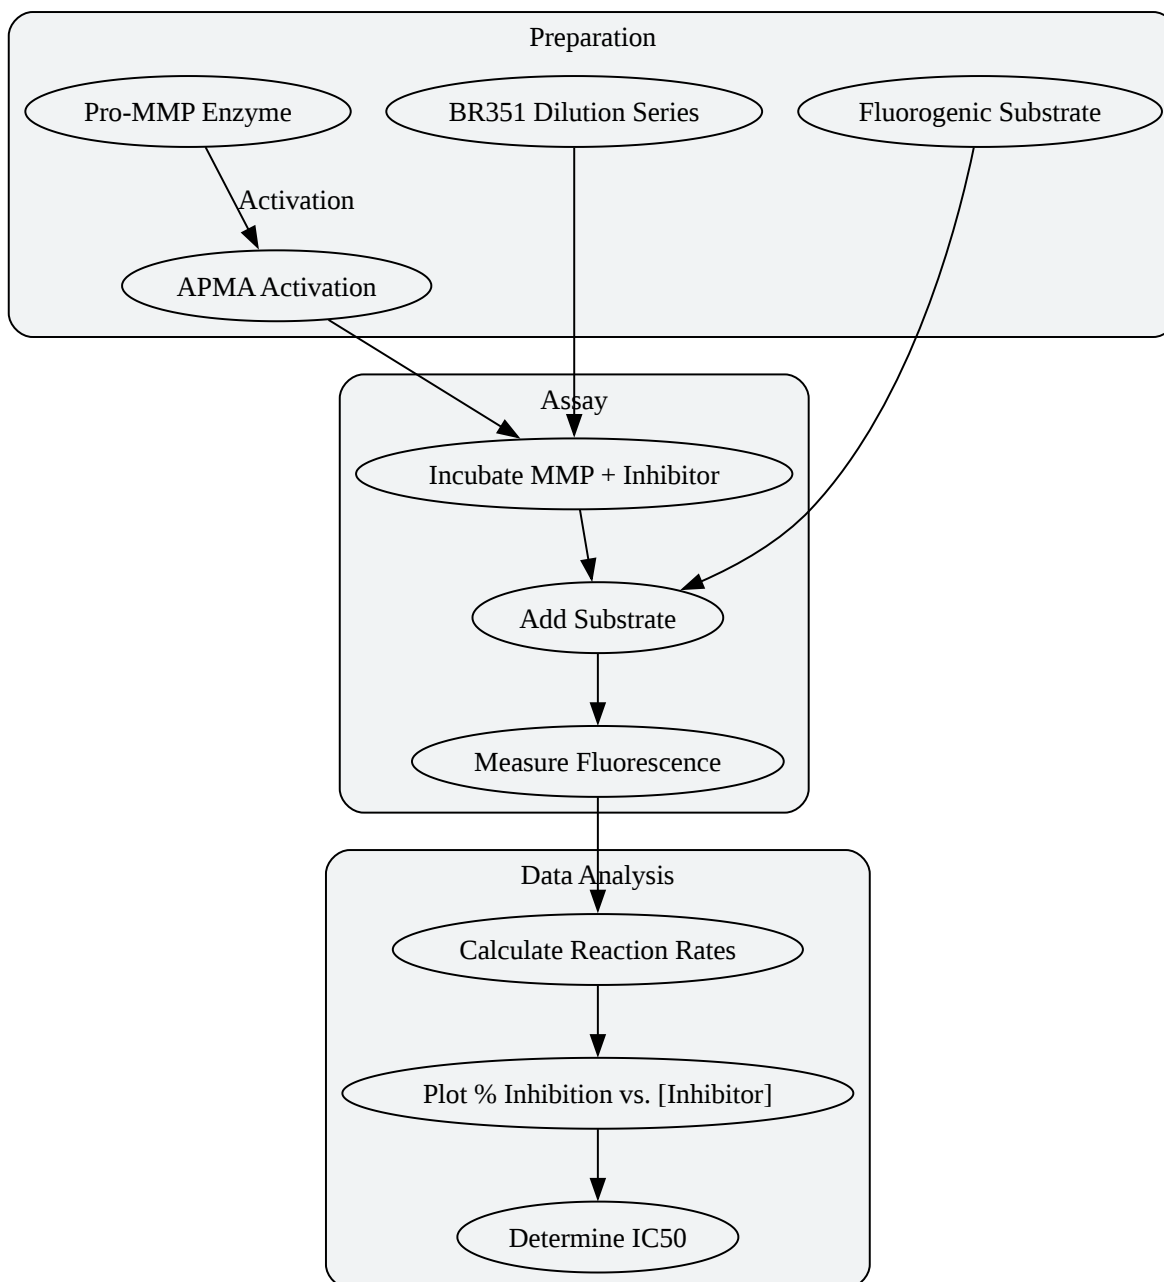 Preparation
Pro-MMP Enzyme
BR351 Dilution Series
Fluorogenic Substrate
Activation
APMA Activation
Assay
Incubate MMP + Inhibitor
Add Substrate
Measure Fluorescence
Data Analysis
Calculate Reaction Rates
Plot % Inhibition vs. [Inhibitor]
Determine IC50